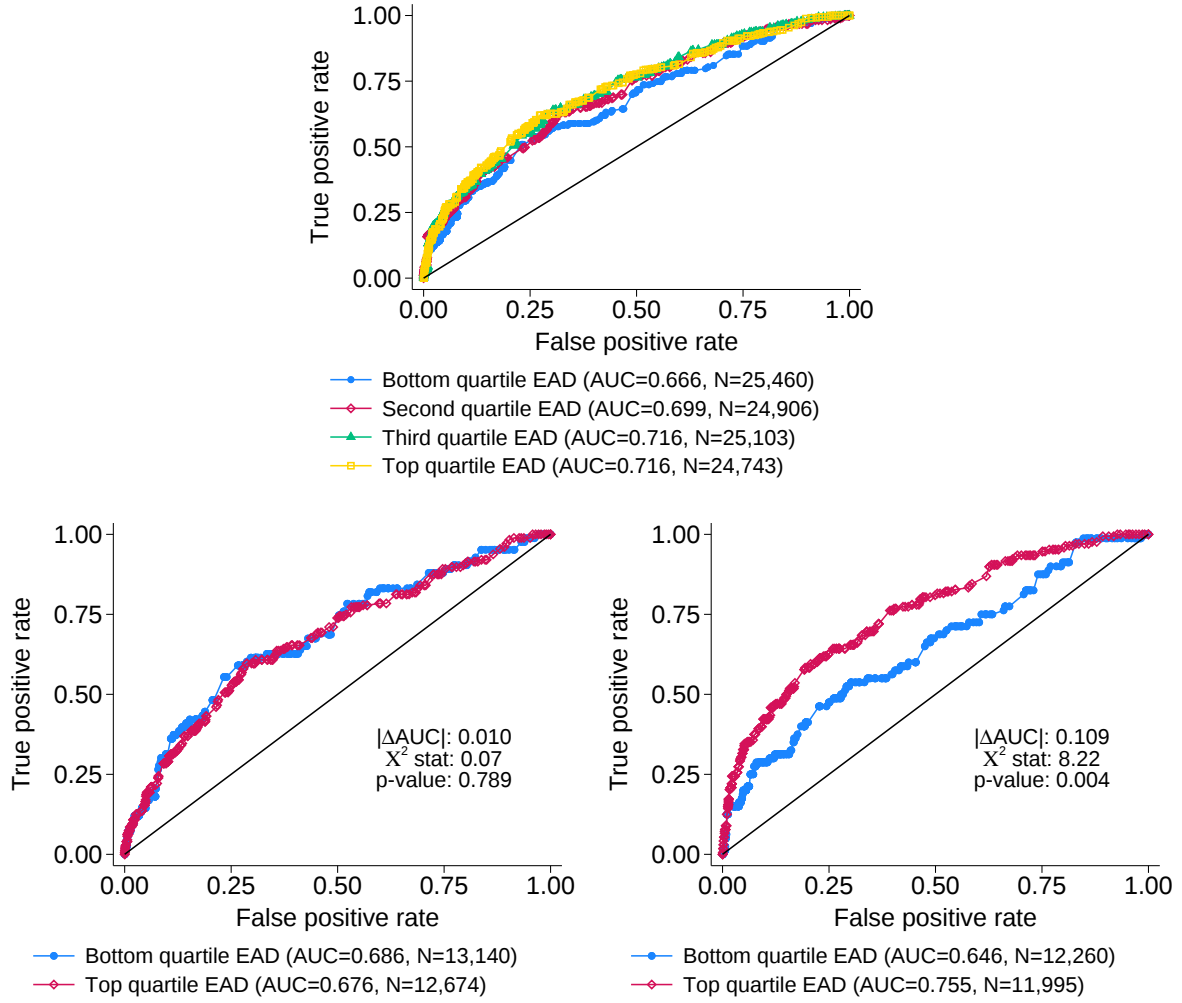 True positive rate
1.00
0.75
0.50
0.25
0.00
0.00 0.25 0.50 0.75 1.00
False positive rate
Bottom quartile EAD (AUC=0.666, N=25,460)
Second quartile EAD (AUC=0.699, N=24,906)
Third quartile EAD (AUC=0.716, N=25,103)
Top quartile EAD (AUC=0.716, N=24,743)
True positive rate
1.00
0.75
0.50
0.25
0.00
|ΔAUC|: 0.010
Χ² stat: 0.07
p-value: 0.789
0.00 0.25 0.50 0.75 1.00
False positive rate
Bottom quartile EAD (AUC=0.686, N=13,140)
Top quartile EAD (AUC=0.676, N=12,674)
True positive rate
1.00
0.75
0.50
0.25
0.00
|ΔAUC|: 0.109
Χ² stat: 8.22
p-value: 0.004
0.00 0.25 0.50 0.75 1.00
False positive rate
Bottom quartile EAD (AUC=0.646, N=12,260)
Top quartile EAD (AUC=0.755, N=11,995)